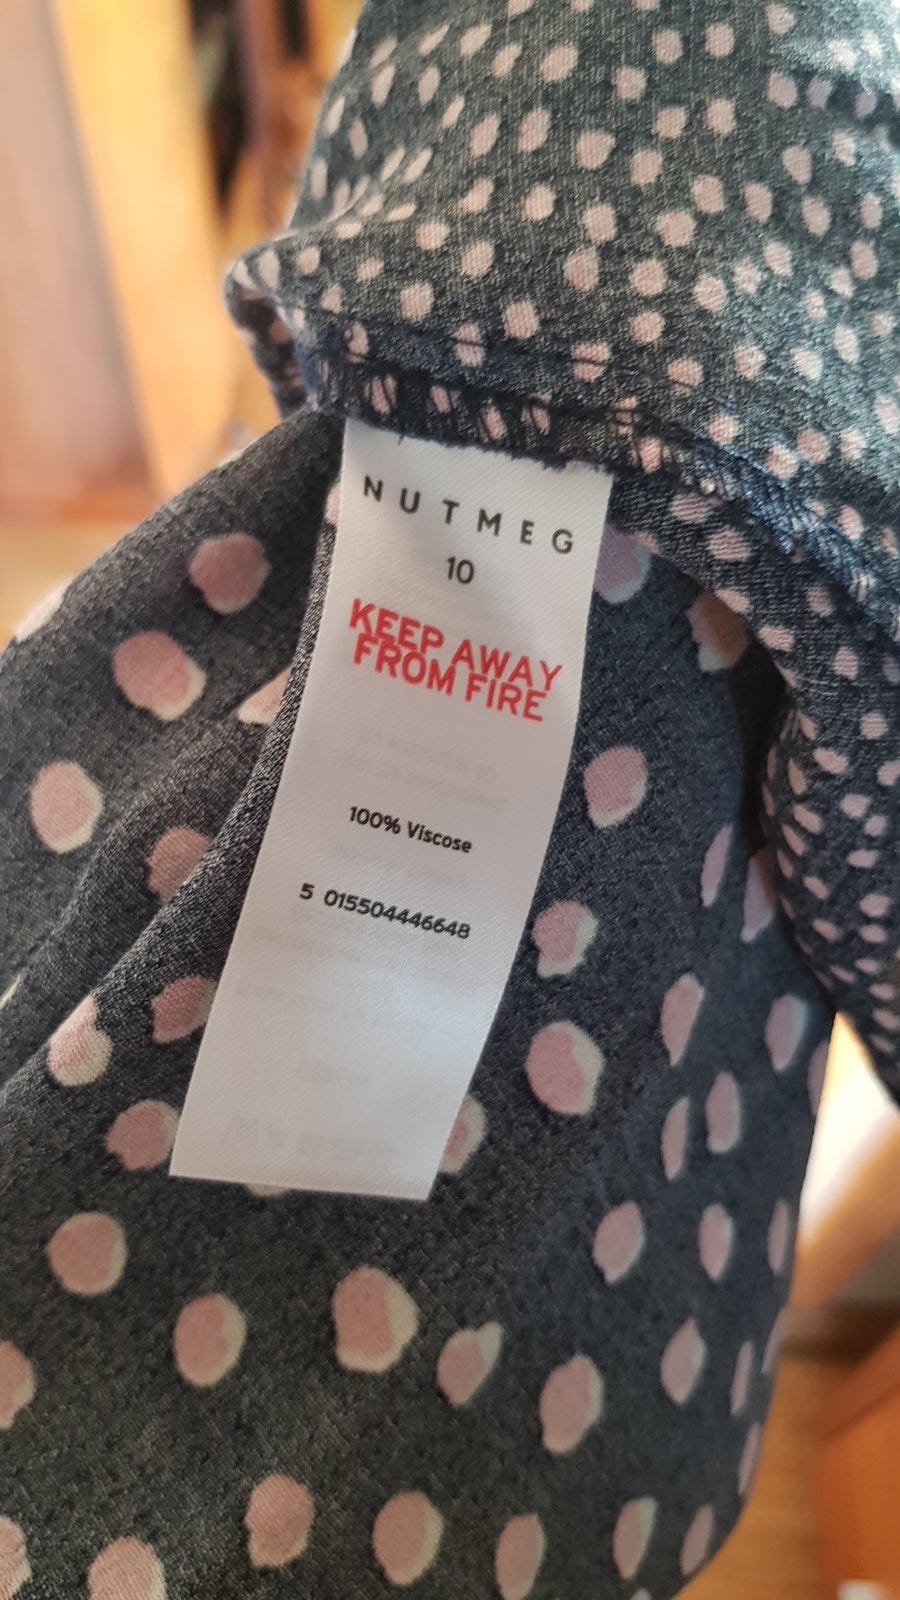 NUTMEG
10
KEEP AWAY
FROM FIRE
100% Viscose
5 015504446648